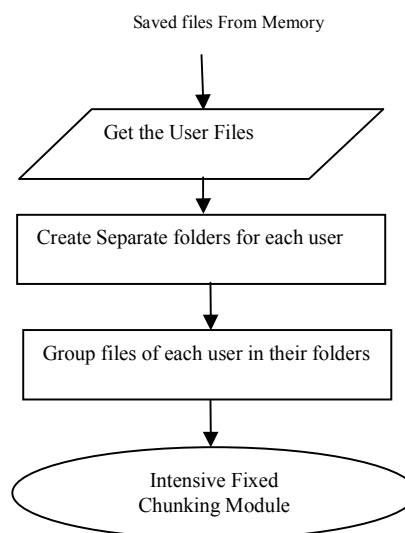 Saved files From Memory
Get the User Files
Create Separate folders for each user
Group files of each user in their folders
Intensive Fixed
Chunking Module